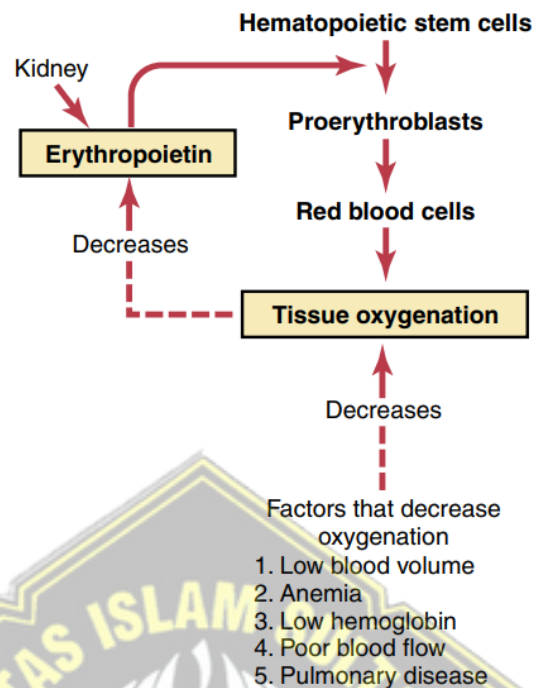 Hematopoietic stem cells
Kidney
Proerythroblasts
Erythropoietin
Red blood cells
Decreases
Tissue oxygenation
Decreases
Factors that decrease
oxygenation
1. Low blood volume
2. Anemia
3. Low hemoglobin
4. Poor blood flow
5. Pulmonary disease
ISLAM